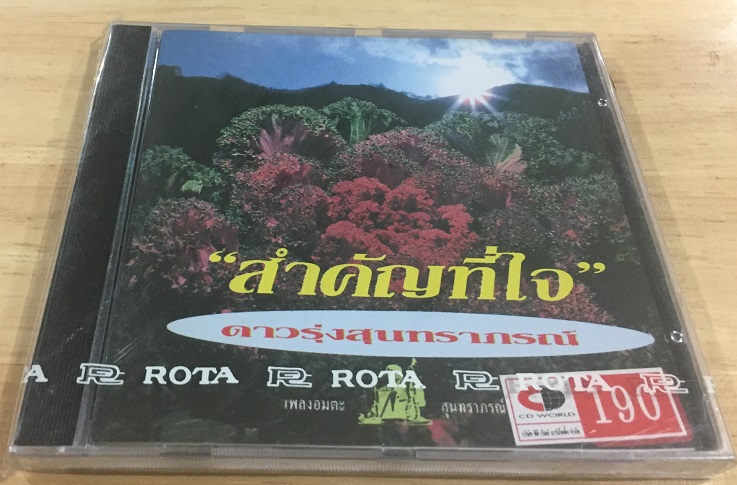 “สำคัญที่ใจ”
ดาวรุ่งสุนทราภรณ์
ROTA ROTA ROTA
เพลงอมตะ สุนทราภรณ์
CD WORLD 190